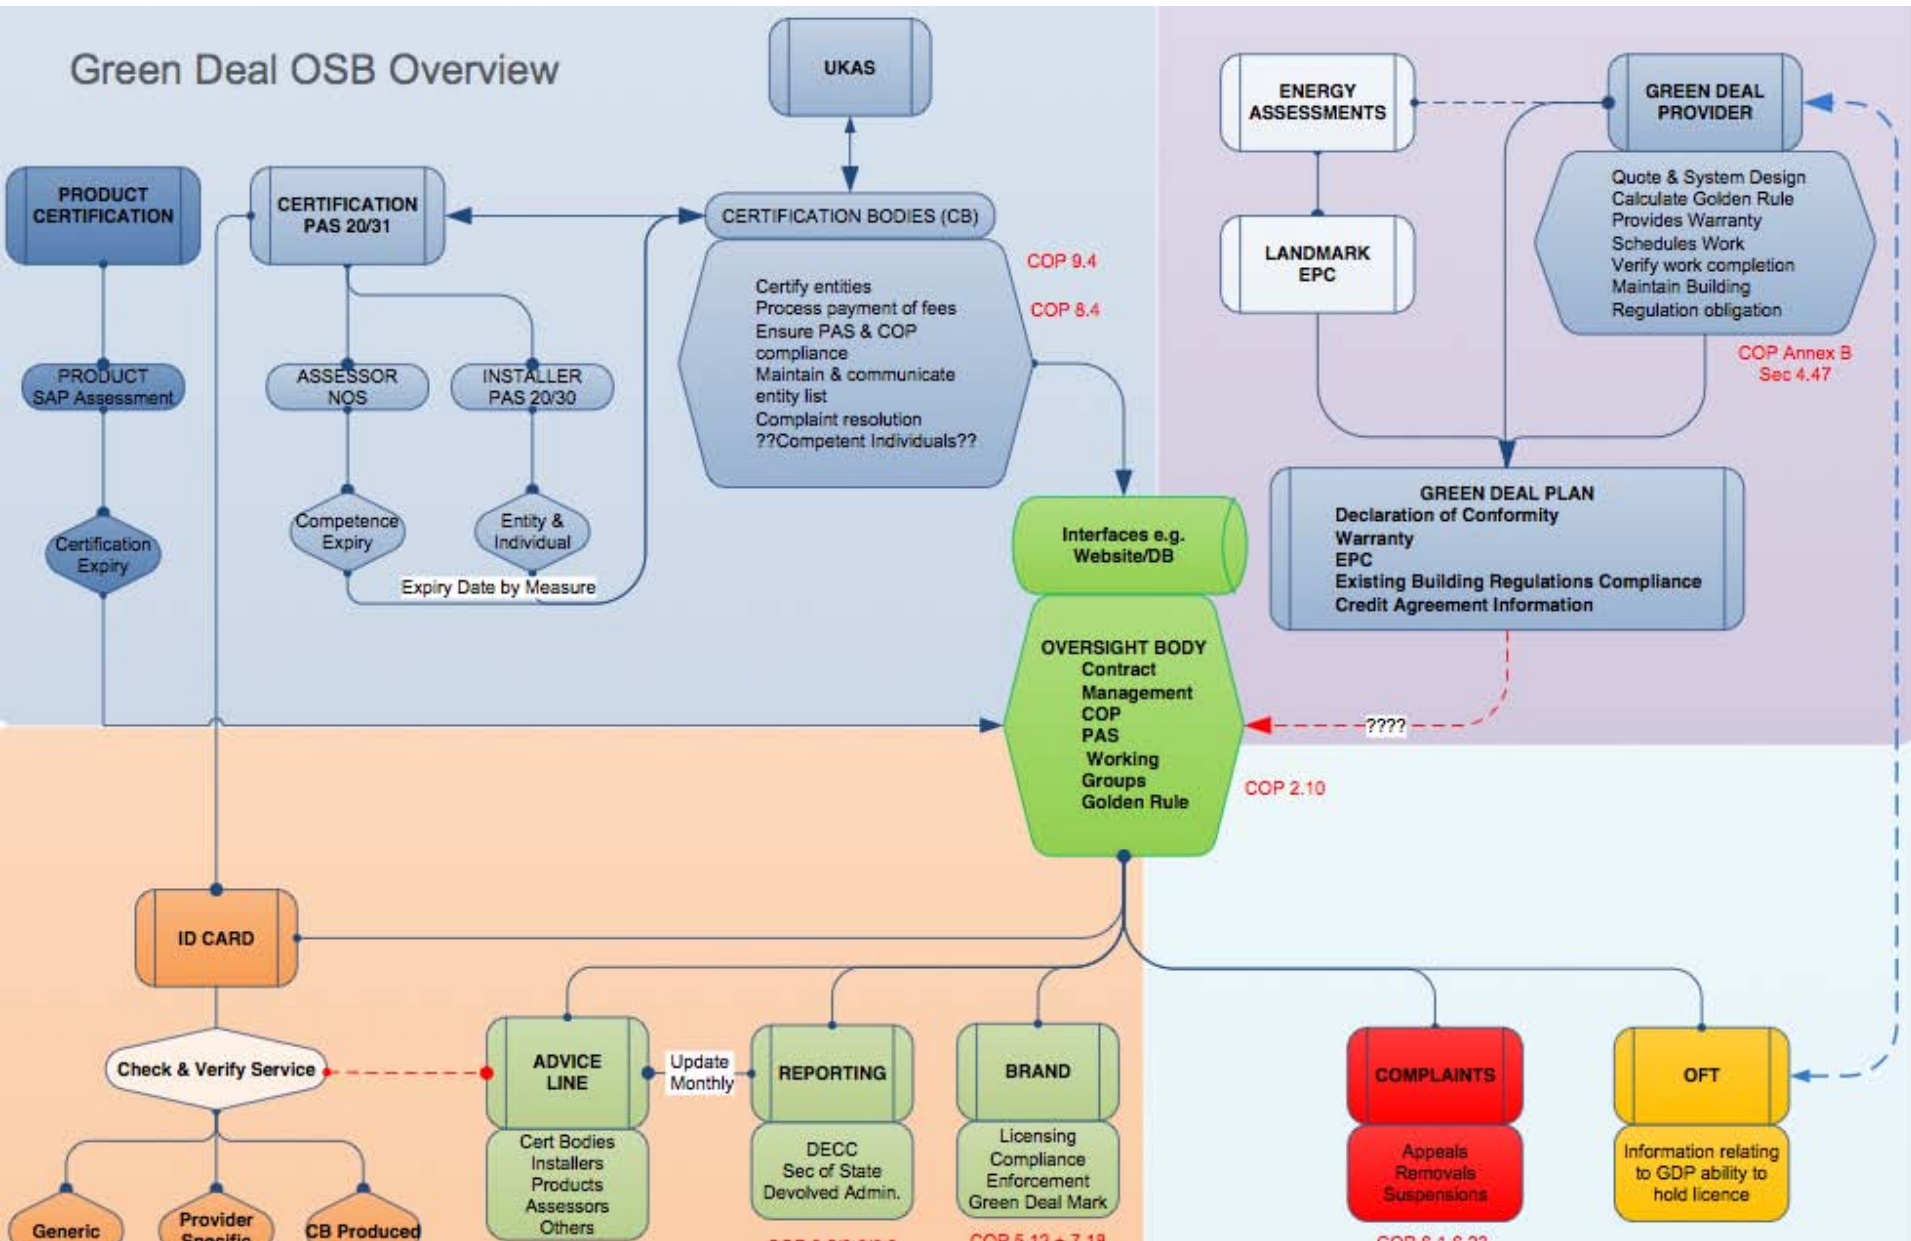 Green Deal OSB Overview
UKAS
ENERGY
ASSESSMENTS
GREEN DEAL
PROVIDER
PRODUCT
CERTIFICATION
CERTIFICATION
PAS 20/31
CERTIFICATION BODIES (CB)
Quote & System Design
Calculate Golden Rule
Provides Warranty
Schedules Work
Verify work completion
Maintain Building
Regulation obligation
LANDMARK
EPC
COP 9.4
COP 8.4
Certify entities
Process payment of fees
Ensure PAS & COP
compliance
Maintain & communicate
entity list
Complaint resolution
??Competent Individuals??
COP Annex B
Sec 4.47
PRODUCT
SAP Assessment
ASSESSOR
NOS
INSTALLER
PAS 20/30
Certification
Expiry
Competence
Expiry
Entity &
Individual
Expiry Date by Measure
Interfaces e.g.
Website/DB
GREEN DEAL PLAN
Declaration of Conformity
Warranty
EPC
Existing Building Regulations Compliance
Credit Agreement Information
OVERSIGHT BODY
Contract
Management
COP
PAS
Working
Groups
Golden Rule
????
COP 2.10
ID CARD
Check & Verify Service
ADVICE
LINE
Update
Monthly
REPORTING
BRAND
COMPLAINTS
OFT
Cert Bodies
Installers
Products
Assessors
Others
DECC
Sec of State
Devolved Admin.
Licensing
Compliance
Enforcement
Green Deal Mark
Appeals
Removals
Suspensions
Information relating
to GDP ability to
hold licence
Generic
Provider
CB Produced
COP 5.12 + 7.18